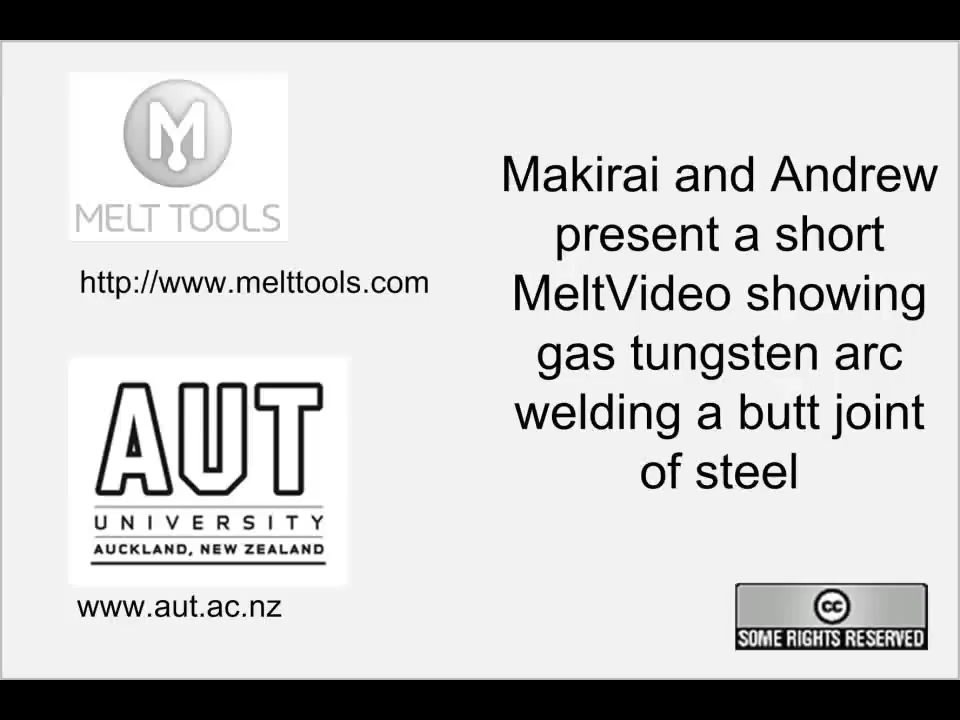 M
MELT TOOLS
http://www.melttools.com
AUT
UNIVERSITY
AUCKLAND, NEW ZEALAND
www.aut.ac.nz
Makirai and Andrew
present a short
MeltVideo showing
gas tungsten arc
welding a butt joint
of steel
cc
SOME RIGHTS RESERVED